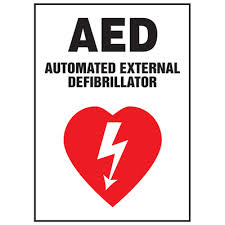 AED
AUTOMATED EXTERNAL
DEFIBRILLATOR